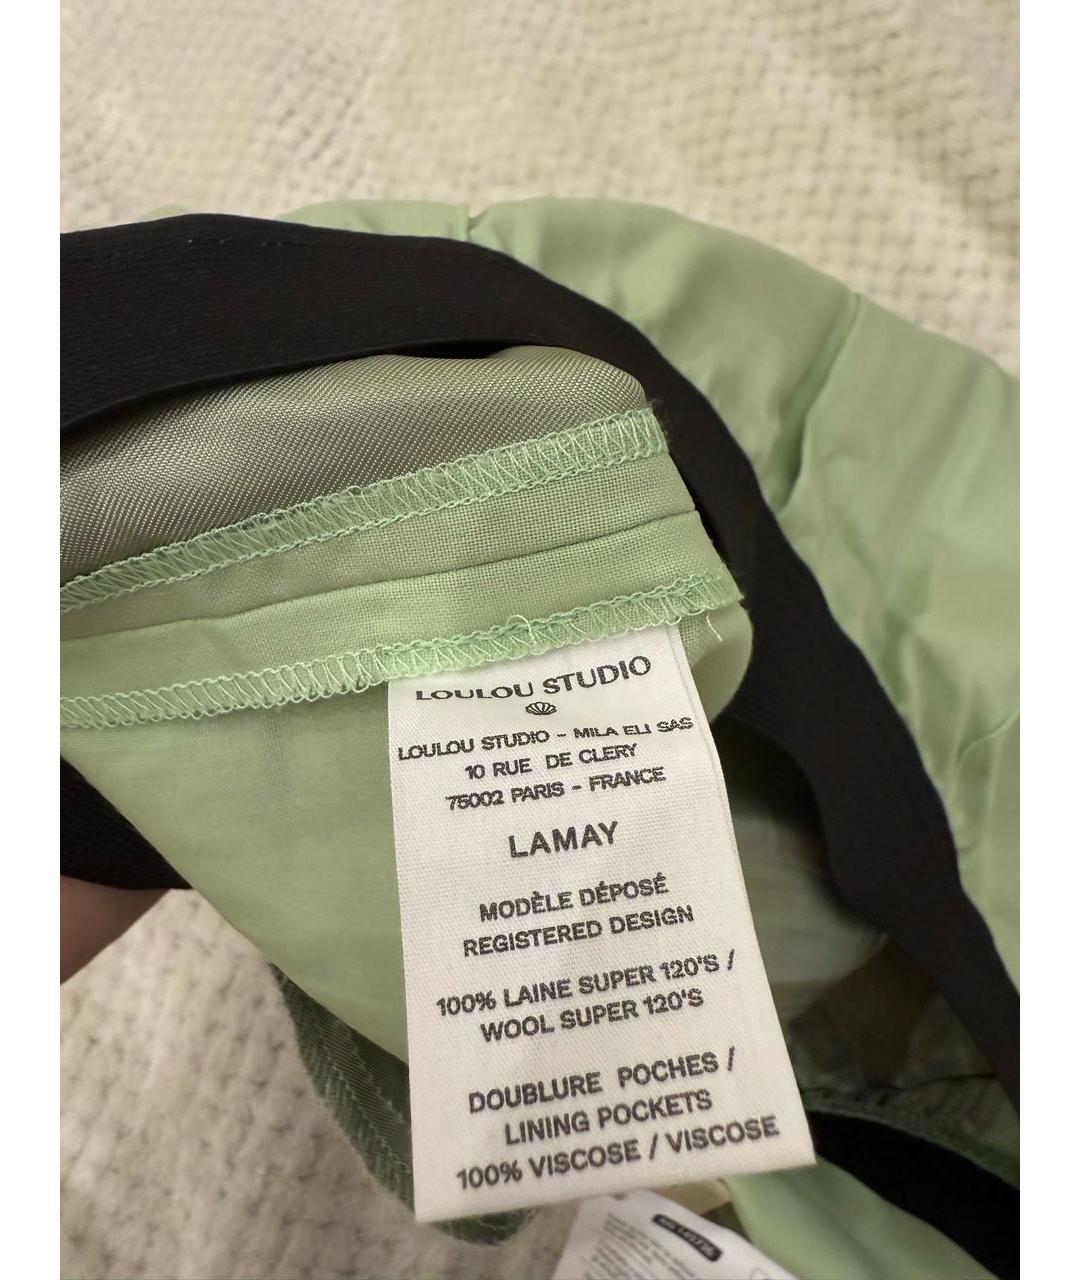 LOULOU STUDIO
LOULOU STUDIO - MILA ELI SAS
10 RUE DE CLERY
75002 PARIS - FRANCE
LAMAY
MODÈLE DÉPOSÉ
REGISTERED DESIGN
100% LAINE SUPER 120'S /
WOOL SUPER 120'S
DOUBLURE POCHES /
LINING POCKETS
100% VISCOSE / VISCOSE